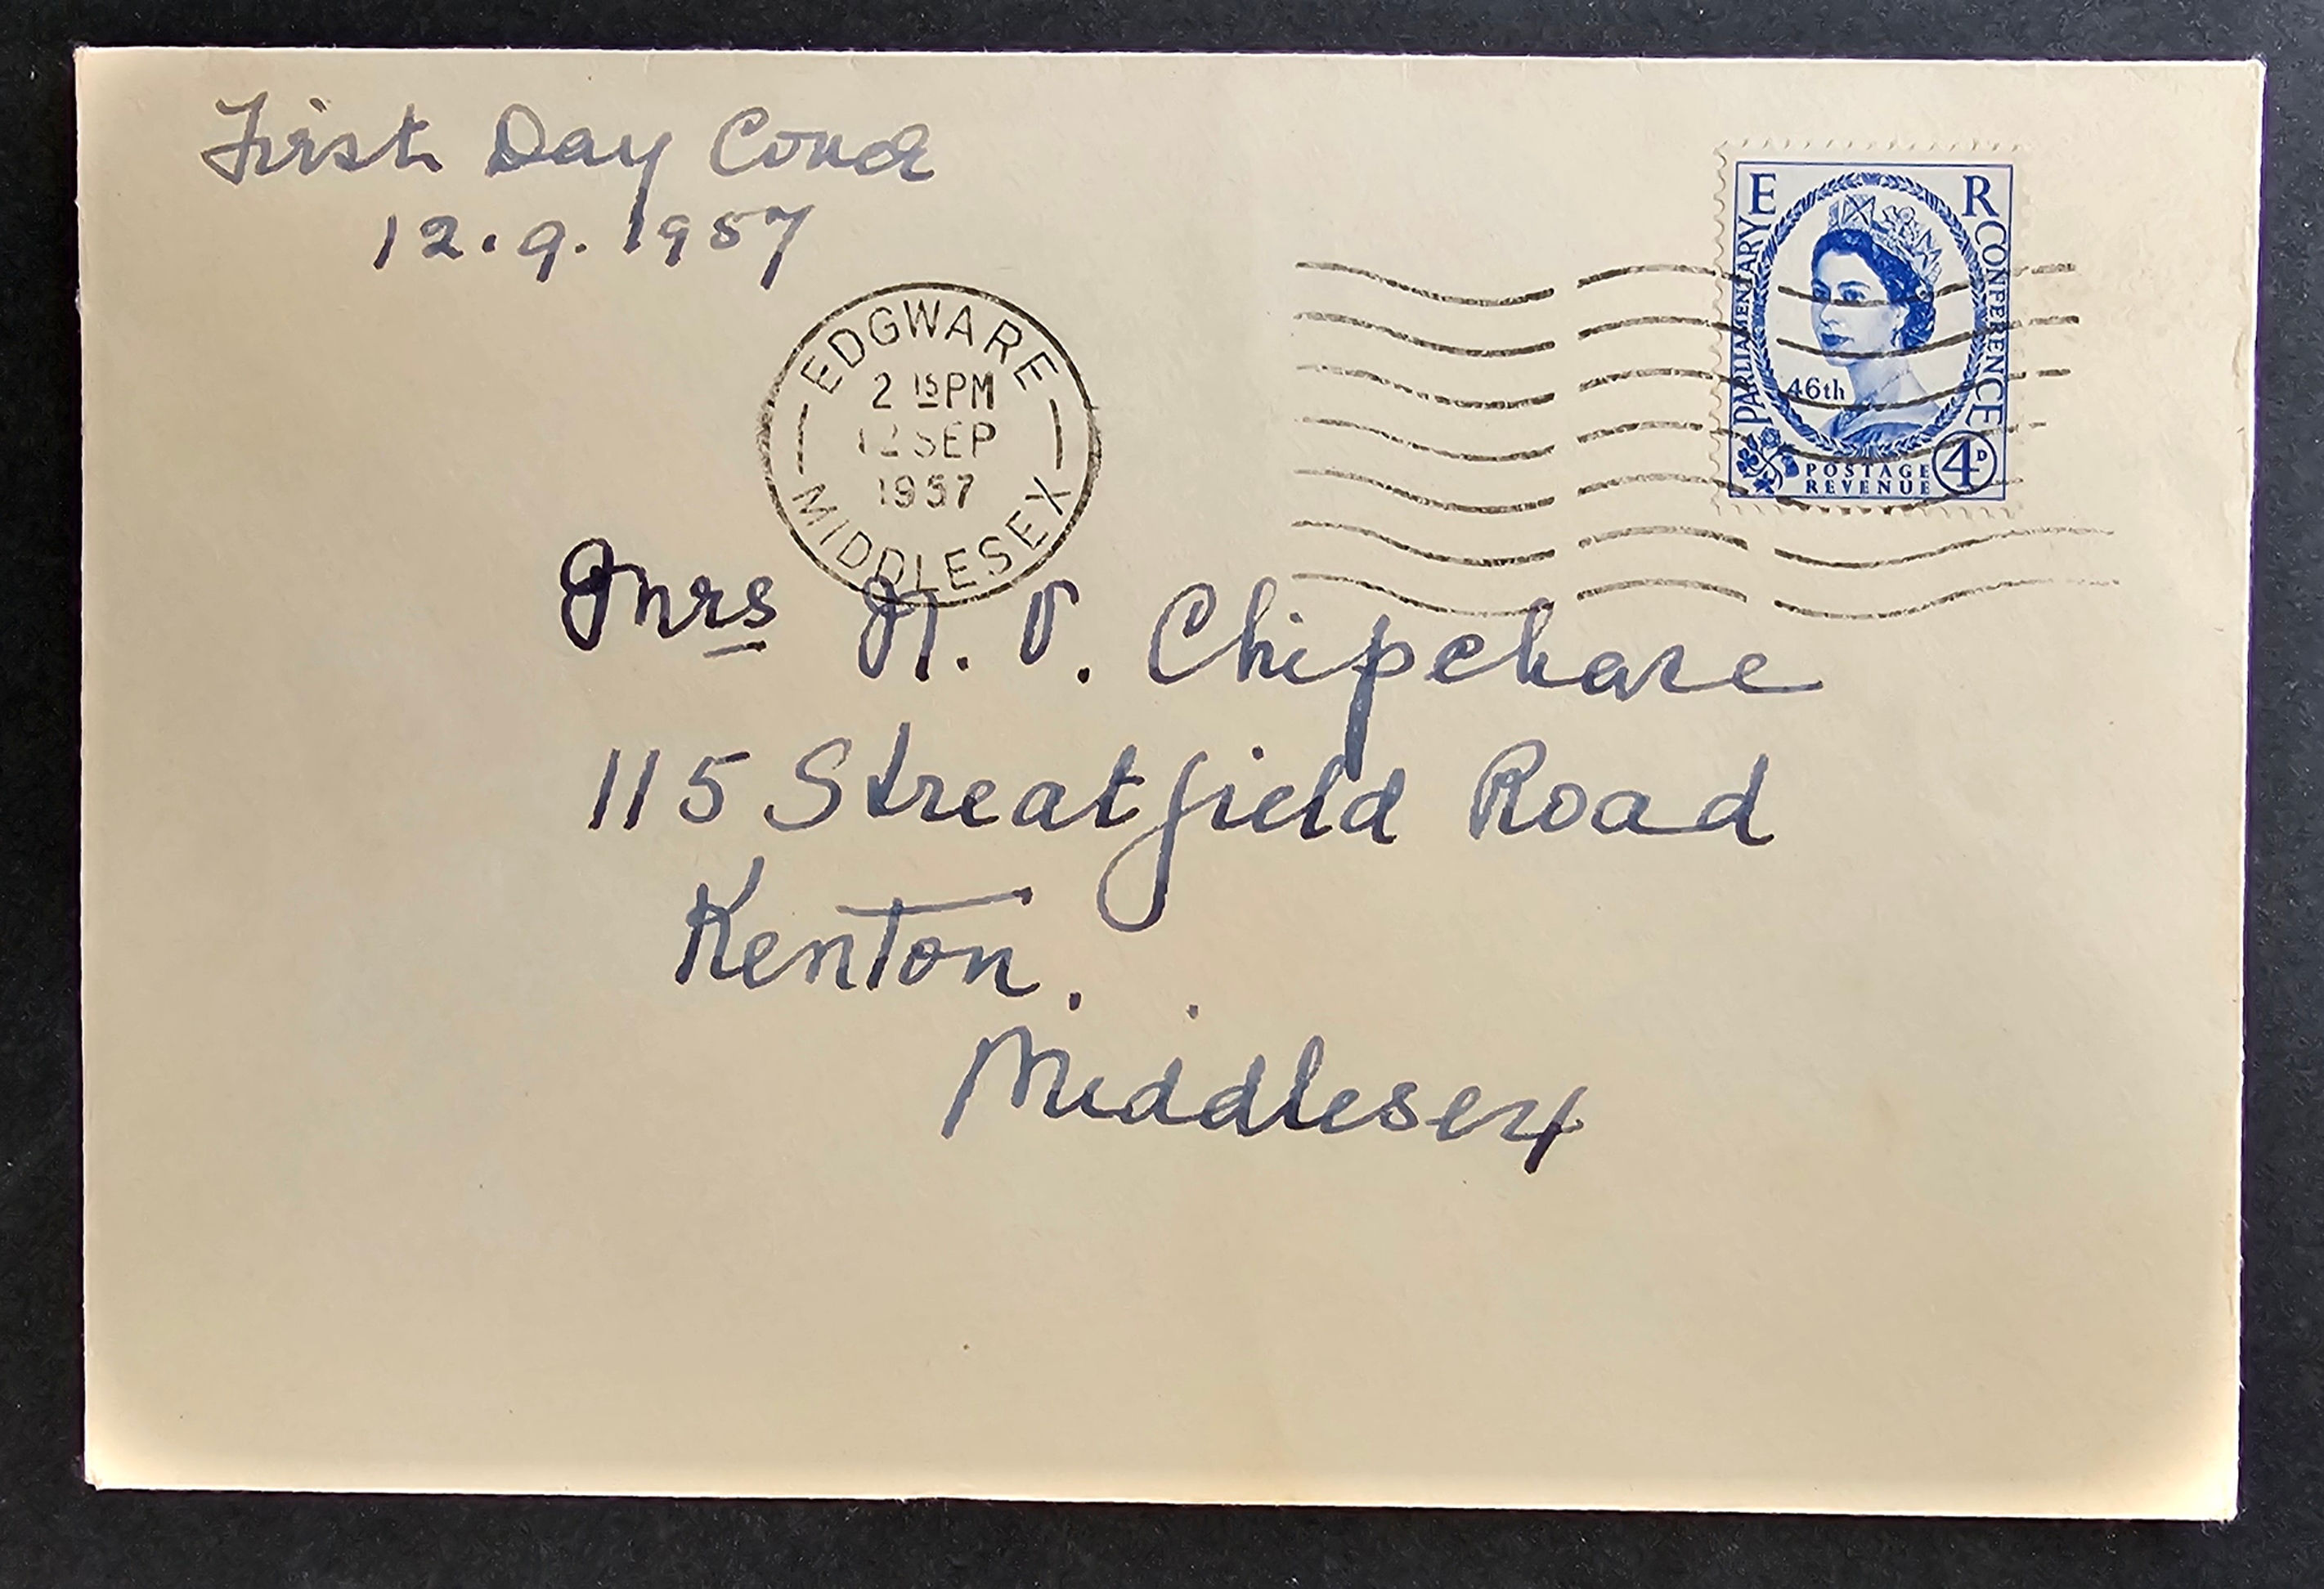 First Day Cover
12.9.1957
EDGWARE
2 15 PM
12 SEP
1957
MIDDLESEX
E R
PARLIAMENTARY
CONFERENCE
46th
POSTAGE
REVENUE
4D
Mrs N. V. Chipchase
115 Streatfield Road
Kenton.
Middlesex